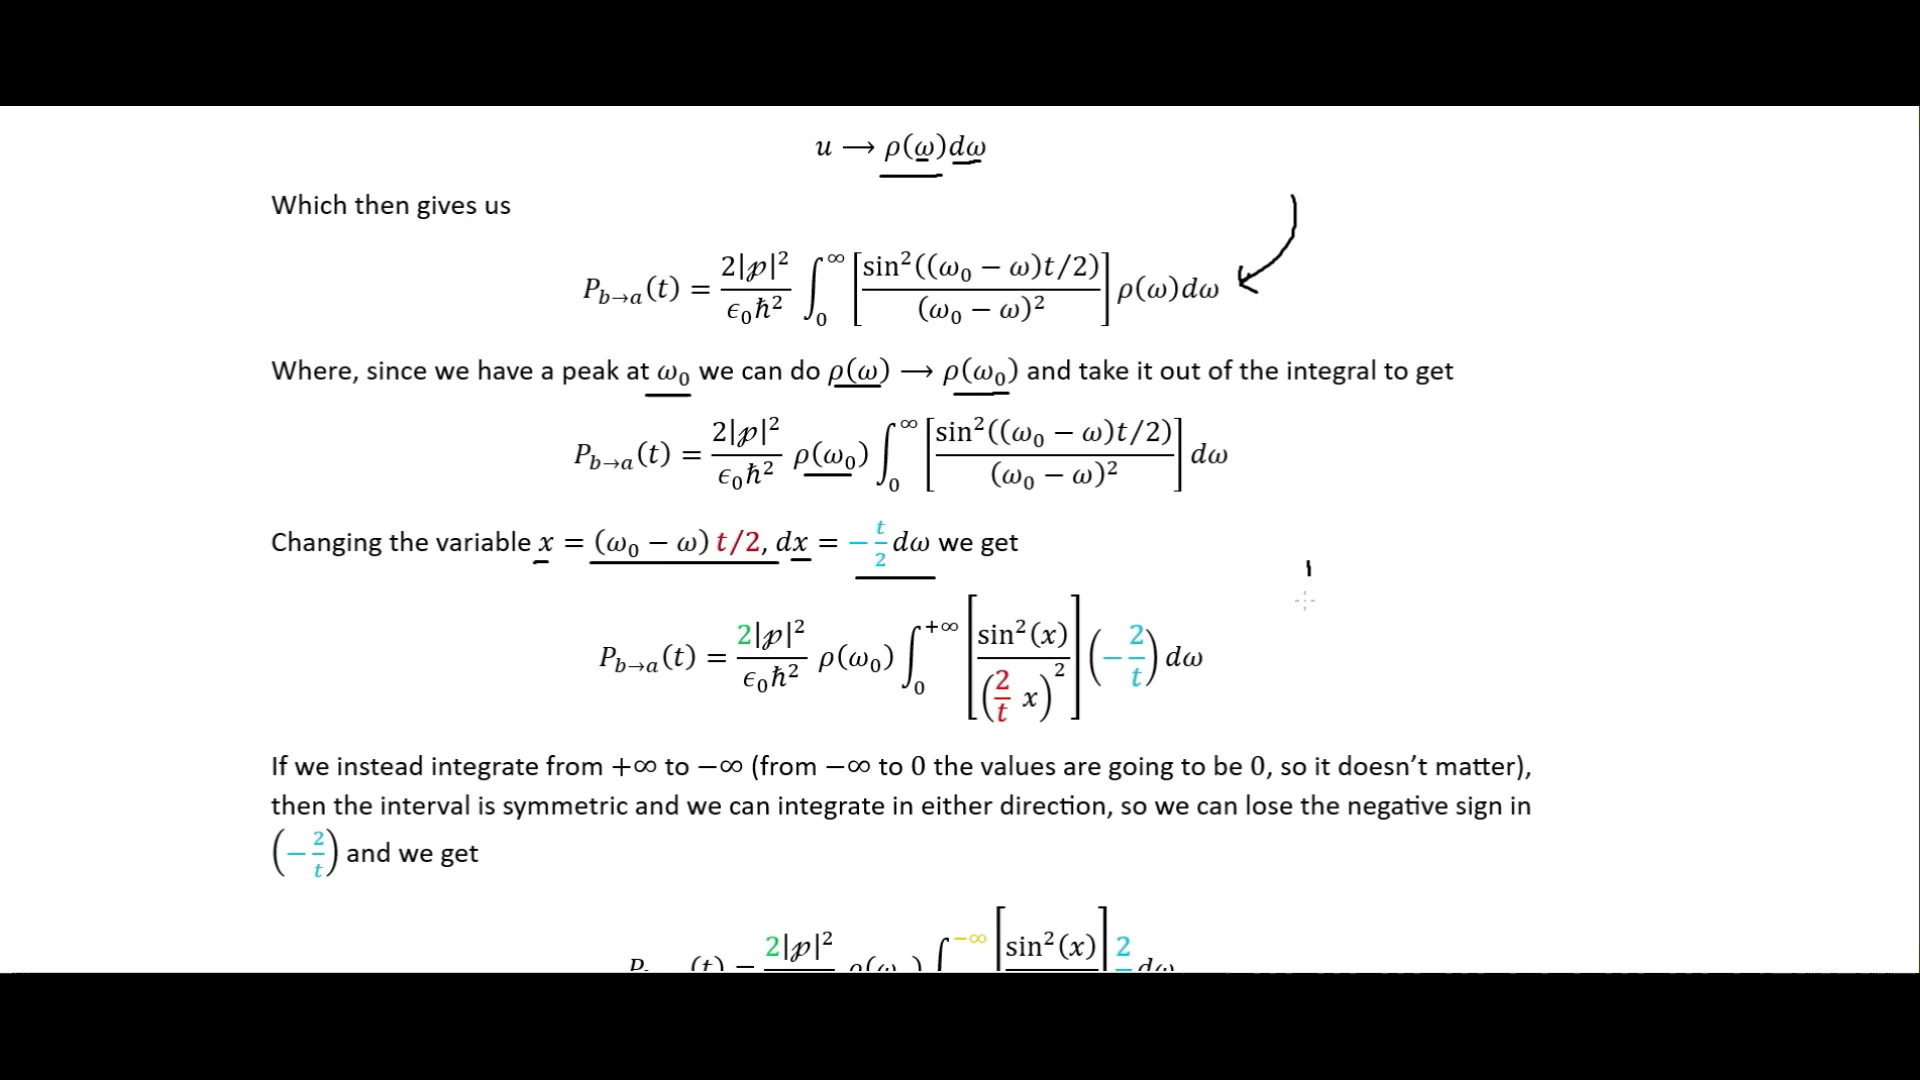 u ⟶ ρ(ω)dω
Which then gives us
P_{b→a}(t) = \frac{2|℘|^2}{ϵ_0ħ^2} ∫_0^∞ [\frac{sin^2((ω_0 − ω)t/2)}{(ω_0 − ω)^2}] ρ(ω)dω
Where, since we have a peak at ω_0 we can do ρ(ω) ⟶ ρ(ω_0) and take it out of the integral to get
P_{b→a}(t) = \frac{2|℘|^2}{ϵ_0ħ^2} ρ(ω_0) ∫_0^∞ [\frac{sin^2((ω_0 − ω)t/2)}{(ω_0 − ω)^2}] dω
Changing the variable x = (ω_0 − ω) t/2, dx = −\frac{t}{2} dω we get
P_{b→a}(t) = \frac{2|℘|^2}{ϵ_0ħ^2} ρ(ω_0) ∫_0^{+∞} [\frac{sin^2(x)}{(\frac{2}{t} x)^2}] (−\frac{2}{t}) dω
If we instead integrate from +∞ to −∞ (from −∞ to 0 the values are going to be 0, so it doesn’t matter),
then the interval is symmetric and we can integrate in either direction, so we can lose the negative sign in
(−\frac{2}{t}) and we get